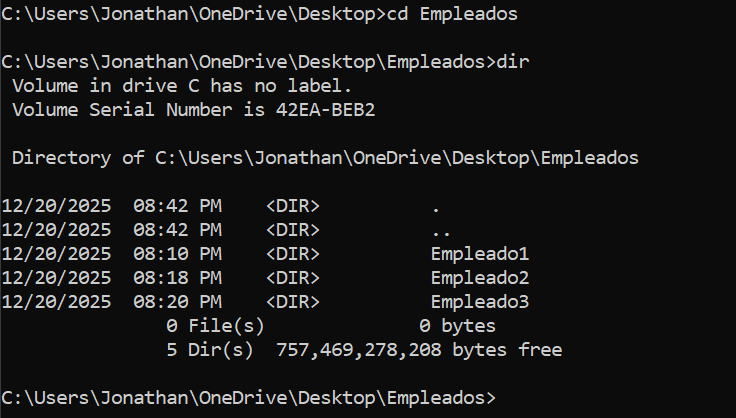 C:\Users\Jonathan\OneDrive\Desktop>cd Empleados
C:\Users\Jonathan\OneDrive\Desktop\Empleados>dir
 Volume in drive C has no label.
 Volume Serial Number is 42EA-BEB2
 Directory of C:\Users\Jonathan\OneDrive\Desktop\Empleados
12/20/2025  08:42 PM    <DIR>          .
12/20/2025  08:42 PM    <DIR>          ..
12/20/2025  08:10 PM    <DIR>          Empleado1
12/20/2025  08:18 PM    <DIR>          Empleado2
12/20/2025  08:20 PM    <DIR>          Empleado3
               0 File(s)              0 bytes
               5 Dir(s)  757,469,278,208 bytes free
C:\Users\Jonathan\OneDrive\Desktop\Empleados>